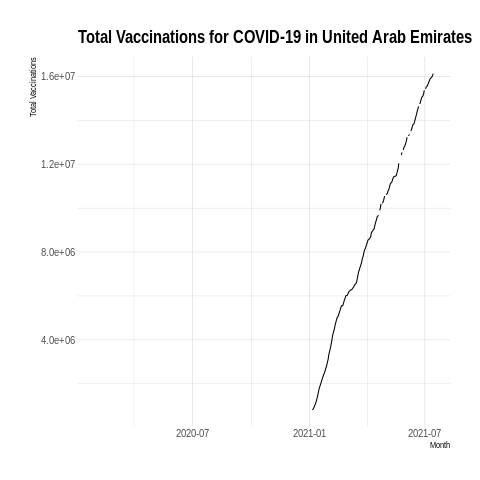 Total Vaccinations for COVID-19 in United Arab Emirates
Total Vaccinations
1.6e+07
1.2e+07
8.0e+06
4.0e+06
2020-07
2021-01
2021-07
Month